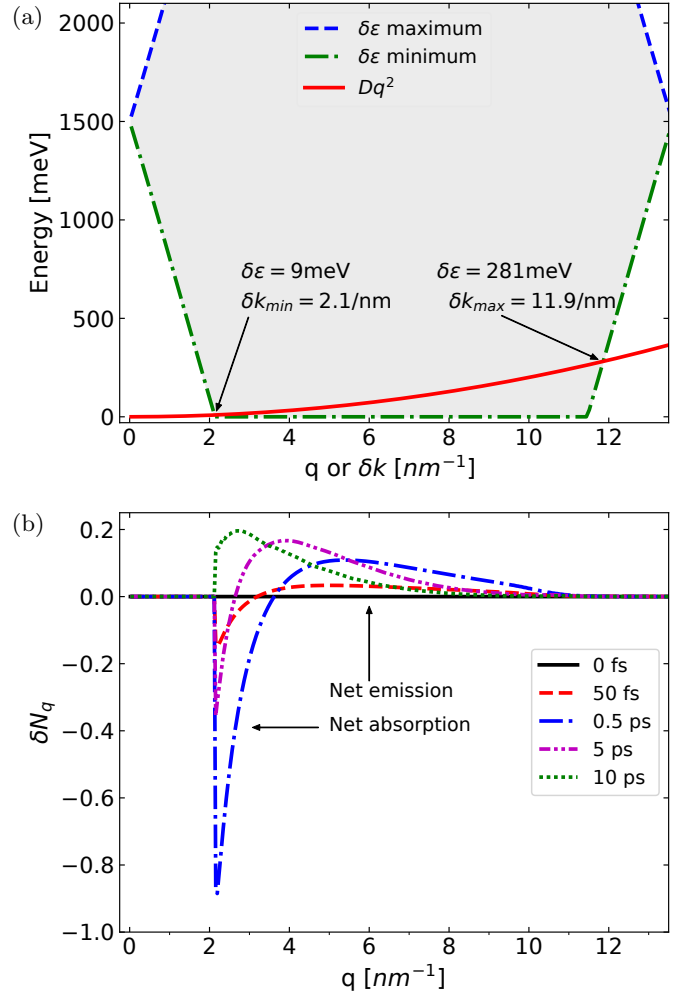 (a)
2000
1500
1000
500
0
Energy [meV]
δε maximum
δε minimum
Dq²
δε = 9meV
δk_min = 2.1/nm
δε = 281meV
δk_max = 11.9/nm
0 2 4 6 8 10 12
q or δk [nm⁻¹]
(b)
0.2
0.0
−0.2
−0.4
−0.6
−0.8
−1.0
δN_q
Net emission
Net absorption
0 fs
50 fs
0.5 ps
5 ps
10 ps
0 2 4 6 8 10 12
q [nm⁻¹]